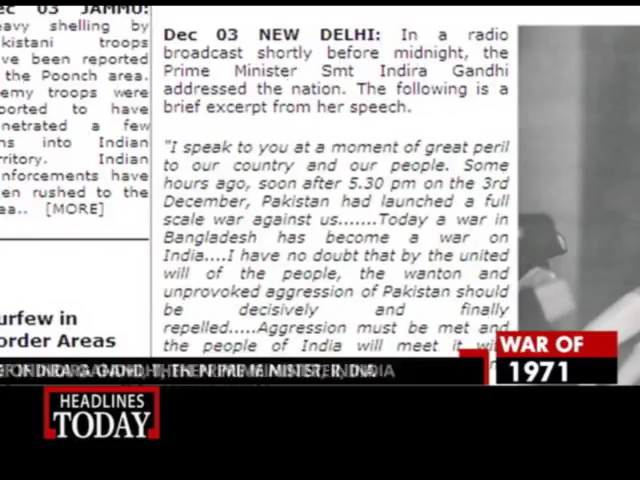 ec 03 JAMMU:
eavy shelling by
kistani troops
ve been reported
the Poonch area.
emy troops were
ported to have
netrated a few
ns into Indian
rritory. Indian
inforcements have
en rushed to the
ea.. [MORE]
urfew in
order Areas
Dec 03 NEW DELHI: In a radio
broadcast shortly before midnight, the
Prime Minister Smt Indira Gandhi
addressed the nation. The following is a
brief excerpt from her speech.
"I speak to you at a moment of great peril
to our country and our people. Some
hours ago, soon after 5.30 pm on the 3rd
December, Pakistan had launched a full
scale war against us.......Today a war in
Bangladesh has become a war on
India....I have no doubt that by the united
will of the people, the wanton and
unprovoked aggression of Pakistan should
be decisively and finally
repelled.....Aggression must be met and
the people of India will meet it wi
WAR OF
1971
HEADLINES
TODAY